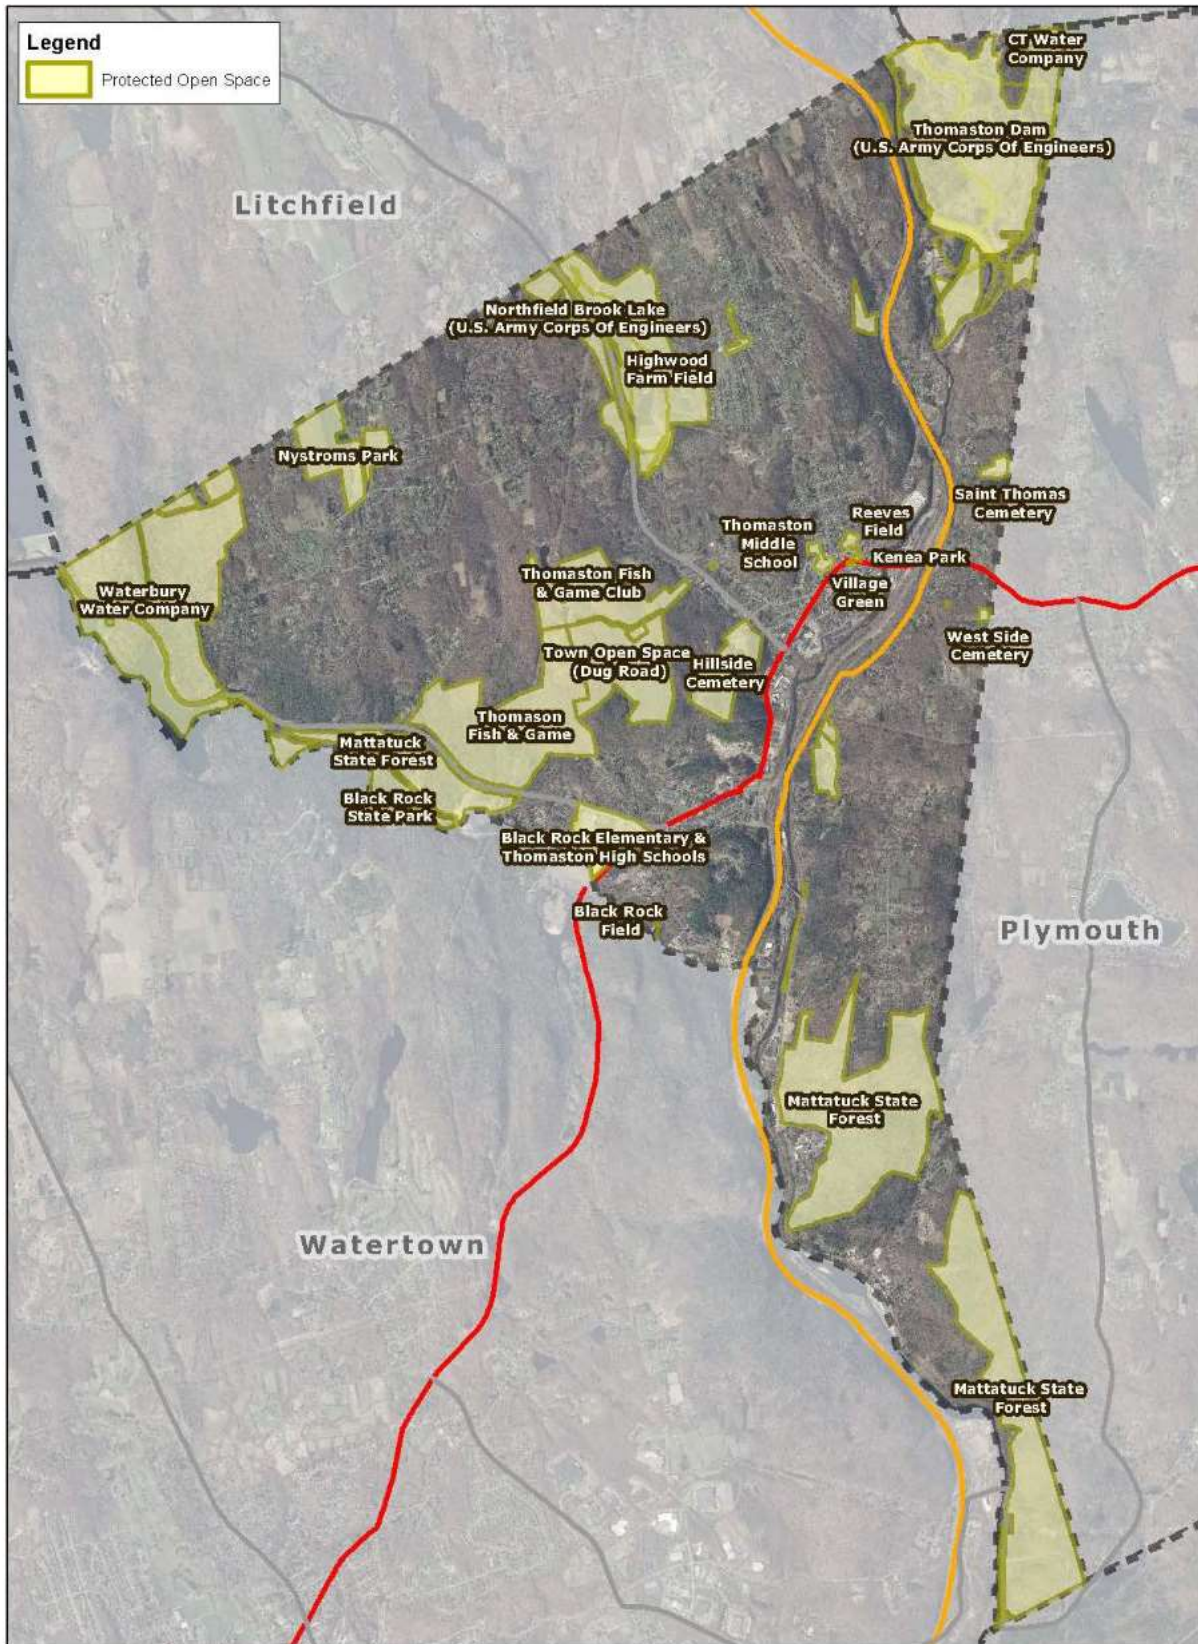 Legend
Protected Open Space
CT Water
Company
Thomaston Dam
(U.S. Army Corps Of Engineers)
Litchfield
Northfield Brook Lake
(U.S. Army Corps Of Engineers)
Highwood
Farm Field
Nystroms Park
Saint Thomas
Cemetery
Reeves
Field
Thomaston
Middle
School
Kenea Park
Village
Green
Thomaston Fish
& Game Club
Waterbury
Water Company
West Side
Cemetery
Town Open Space
(Dug Road)
Hillside
Cemetery
Thomason
Fish & Game
Mattatuck
State Forest
Black Rock
State Park
Black Rock Elementary &
Thomaston High Schools
Black Rock
Field
Plymouth
Mattatuck State
Forest
Watertown
Mattatuck State
Forest